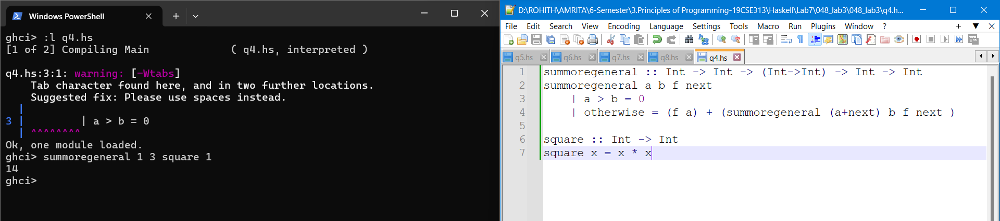 Windows PowerShell
ghci> :l q4.hs
[1 of 2] Compiling Main             ( q4.hs, interpreted )
q4.hs:3:1: warning: [-Wtabs]
    Tab character found here, and in two further locations.
    Suggested fix: Please use spaces instead.
  |
3 |         | a > b = 0
  | ^^^^^^^^
Ok, one module loaded.
ghci> summoregeneral 1 3 square 1
14
ghci>
D:\ROHITH\AMRITA\6-Semester\3.Principles of Programming-19CSE313\Haskell\Lab7\048_lab3\048_lab3\q4.h...
File Edit Search View Encoding Language Settings Tools Macro Run Plugins Window ?
q5.hs q6.hs q7.hs q8.hs q4.hs
1 summoregeneral :: Int -> Int -> (Int->Int) -> Int -> Int
2 summoregeneral a b f next
3     | a > b = 0
4     | otherwise = (f a) + (summoregeneral (a+next) b f next )
5
6 square :: Int -> Int
7 square x = x * x